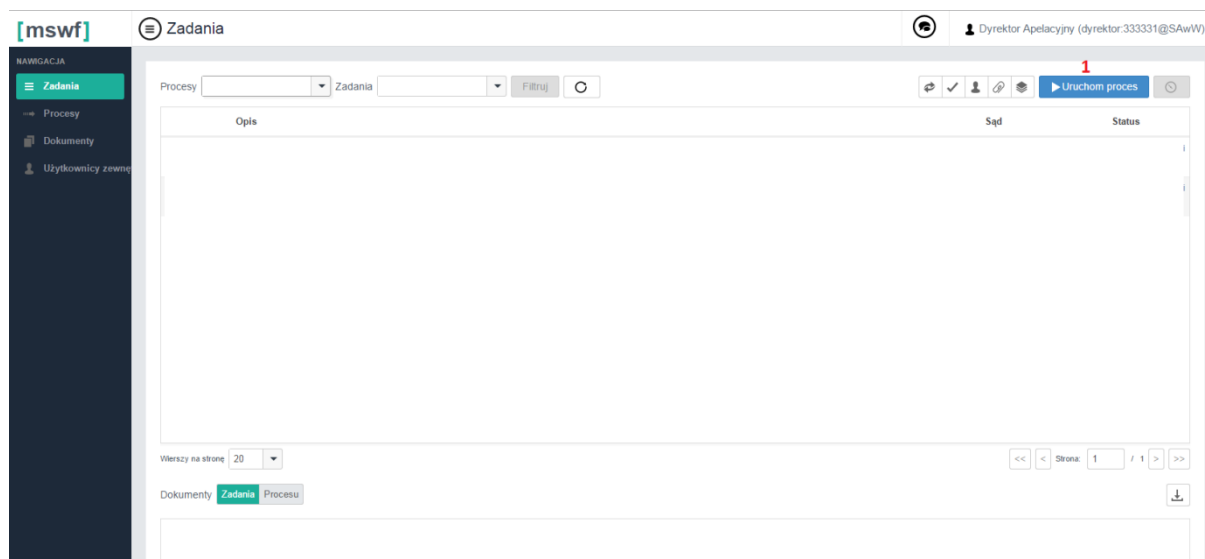 [mswf]
Zadania
Dyrektor Apelacyjny (dyrektor:333331@SAwW)
NAWIGACJA
Zadania
Procesy
Dokumenty
Użytkownicy zewnę
1
Procesy Zadania Filtruj Uruchom proces
Opis Sąd Status
i
i
Wierszy na stronę 20 << < Strona: 1 / 1 > >>
Dokumenty Zadania Procesu